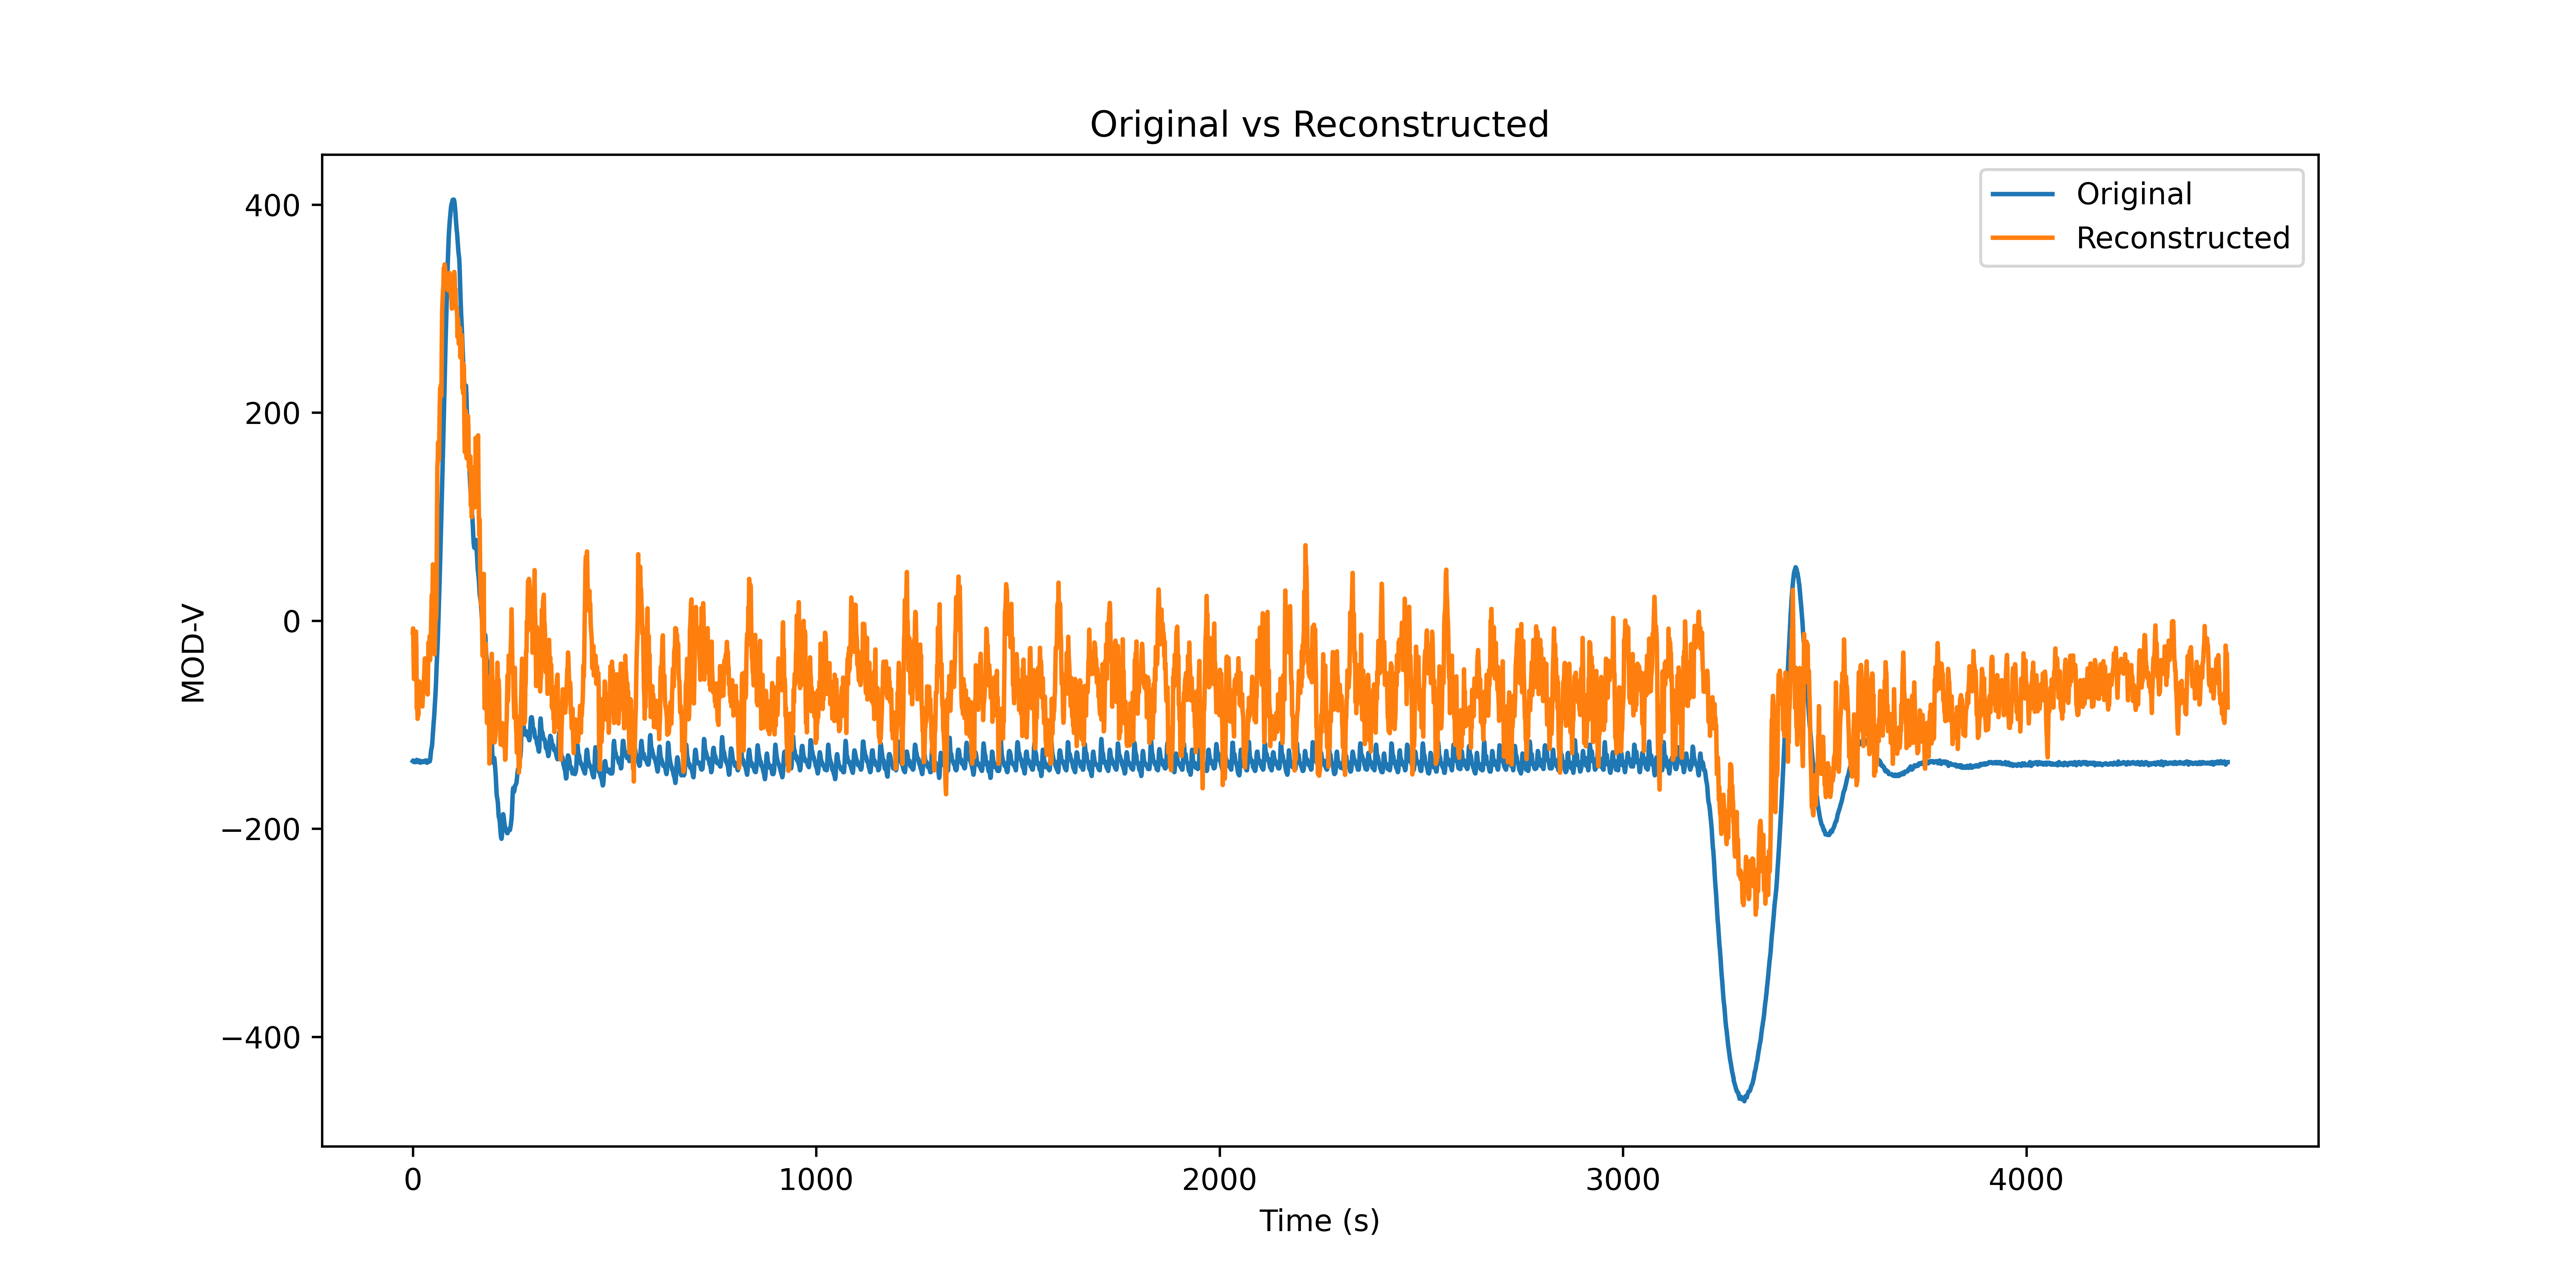 Original vs Reconstructed
Original
Reconstructed
MOD-V
400
200
0
−200
−400
0
1000
2000
3000
4000
Time (s)